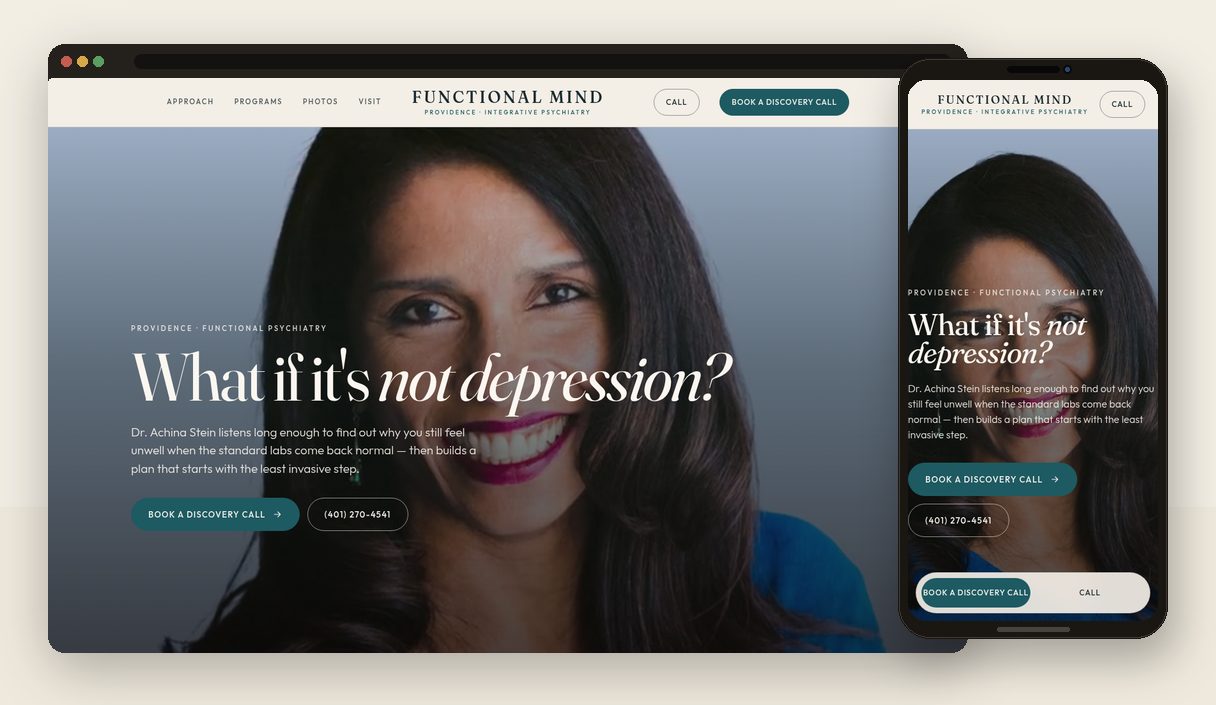 APPROACH PROGRAMS PHOTOS VISIT
FUNCTIONAL MIND
PROVIDENCE · INTEGRATIVE PSYCHIATRY
CALL
BOOK A DISCOVERY CALL
PROVIDENCE · FUNCTIONAL PSYCHIATRY
What if it's not depression?
Dr. Achina Stein listens long enough to find out why you still feel
unwell when the standard labs come back normal — then builds a
plan that starts with the least invasive step.
BOOK A DISCOVERY CALL →
(401) 270-4541
FUNCTIONAL MIND
PROVIDENCE · INTEGRATIVE PSYCHIATRY
CALL
PROVIDENCE · FUNCTIONAL PSYCHIATRY
What if it's not
depression?
Dr. Achina Stein listens long enough to find out why you
still feel unwell when the standard labs come back
normal — then builds a plan that starts with the least
invasive step.
BOOK A DISCOVERY CALL →
(401) 270-4541
BOOK A DISCOVERY CALL
CALL